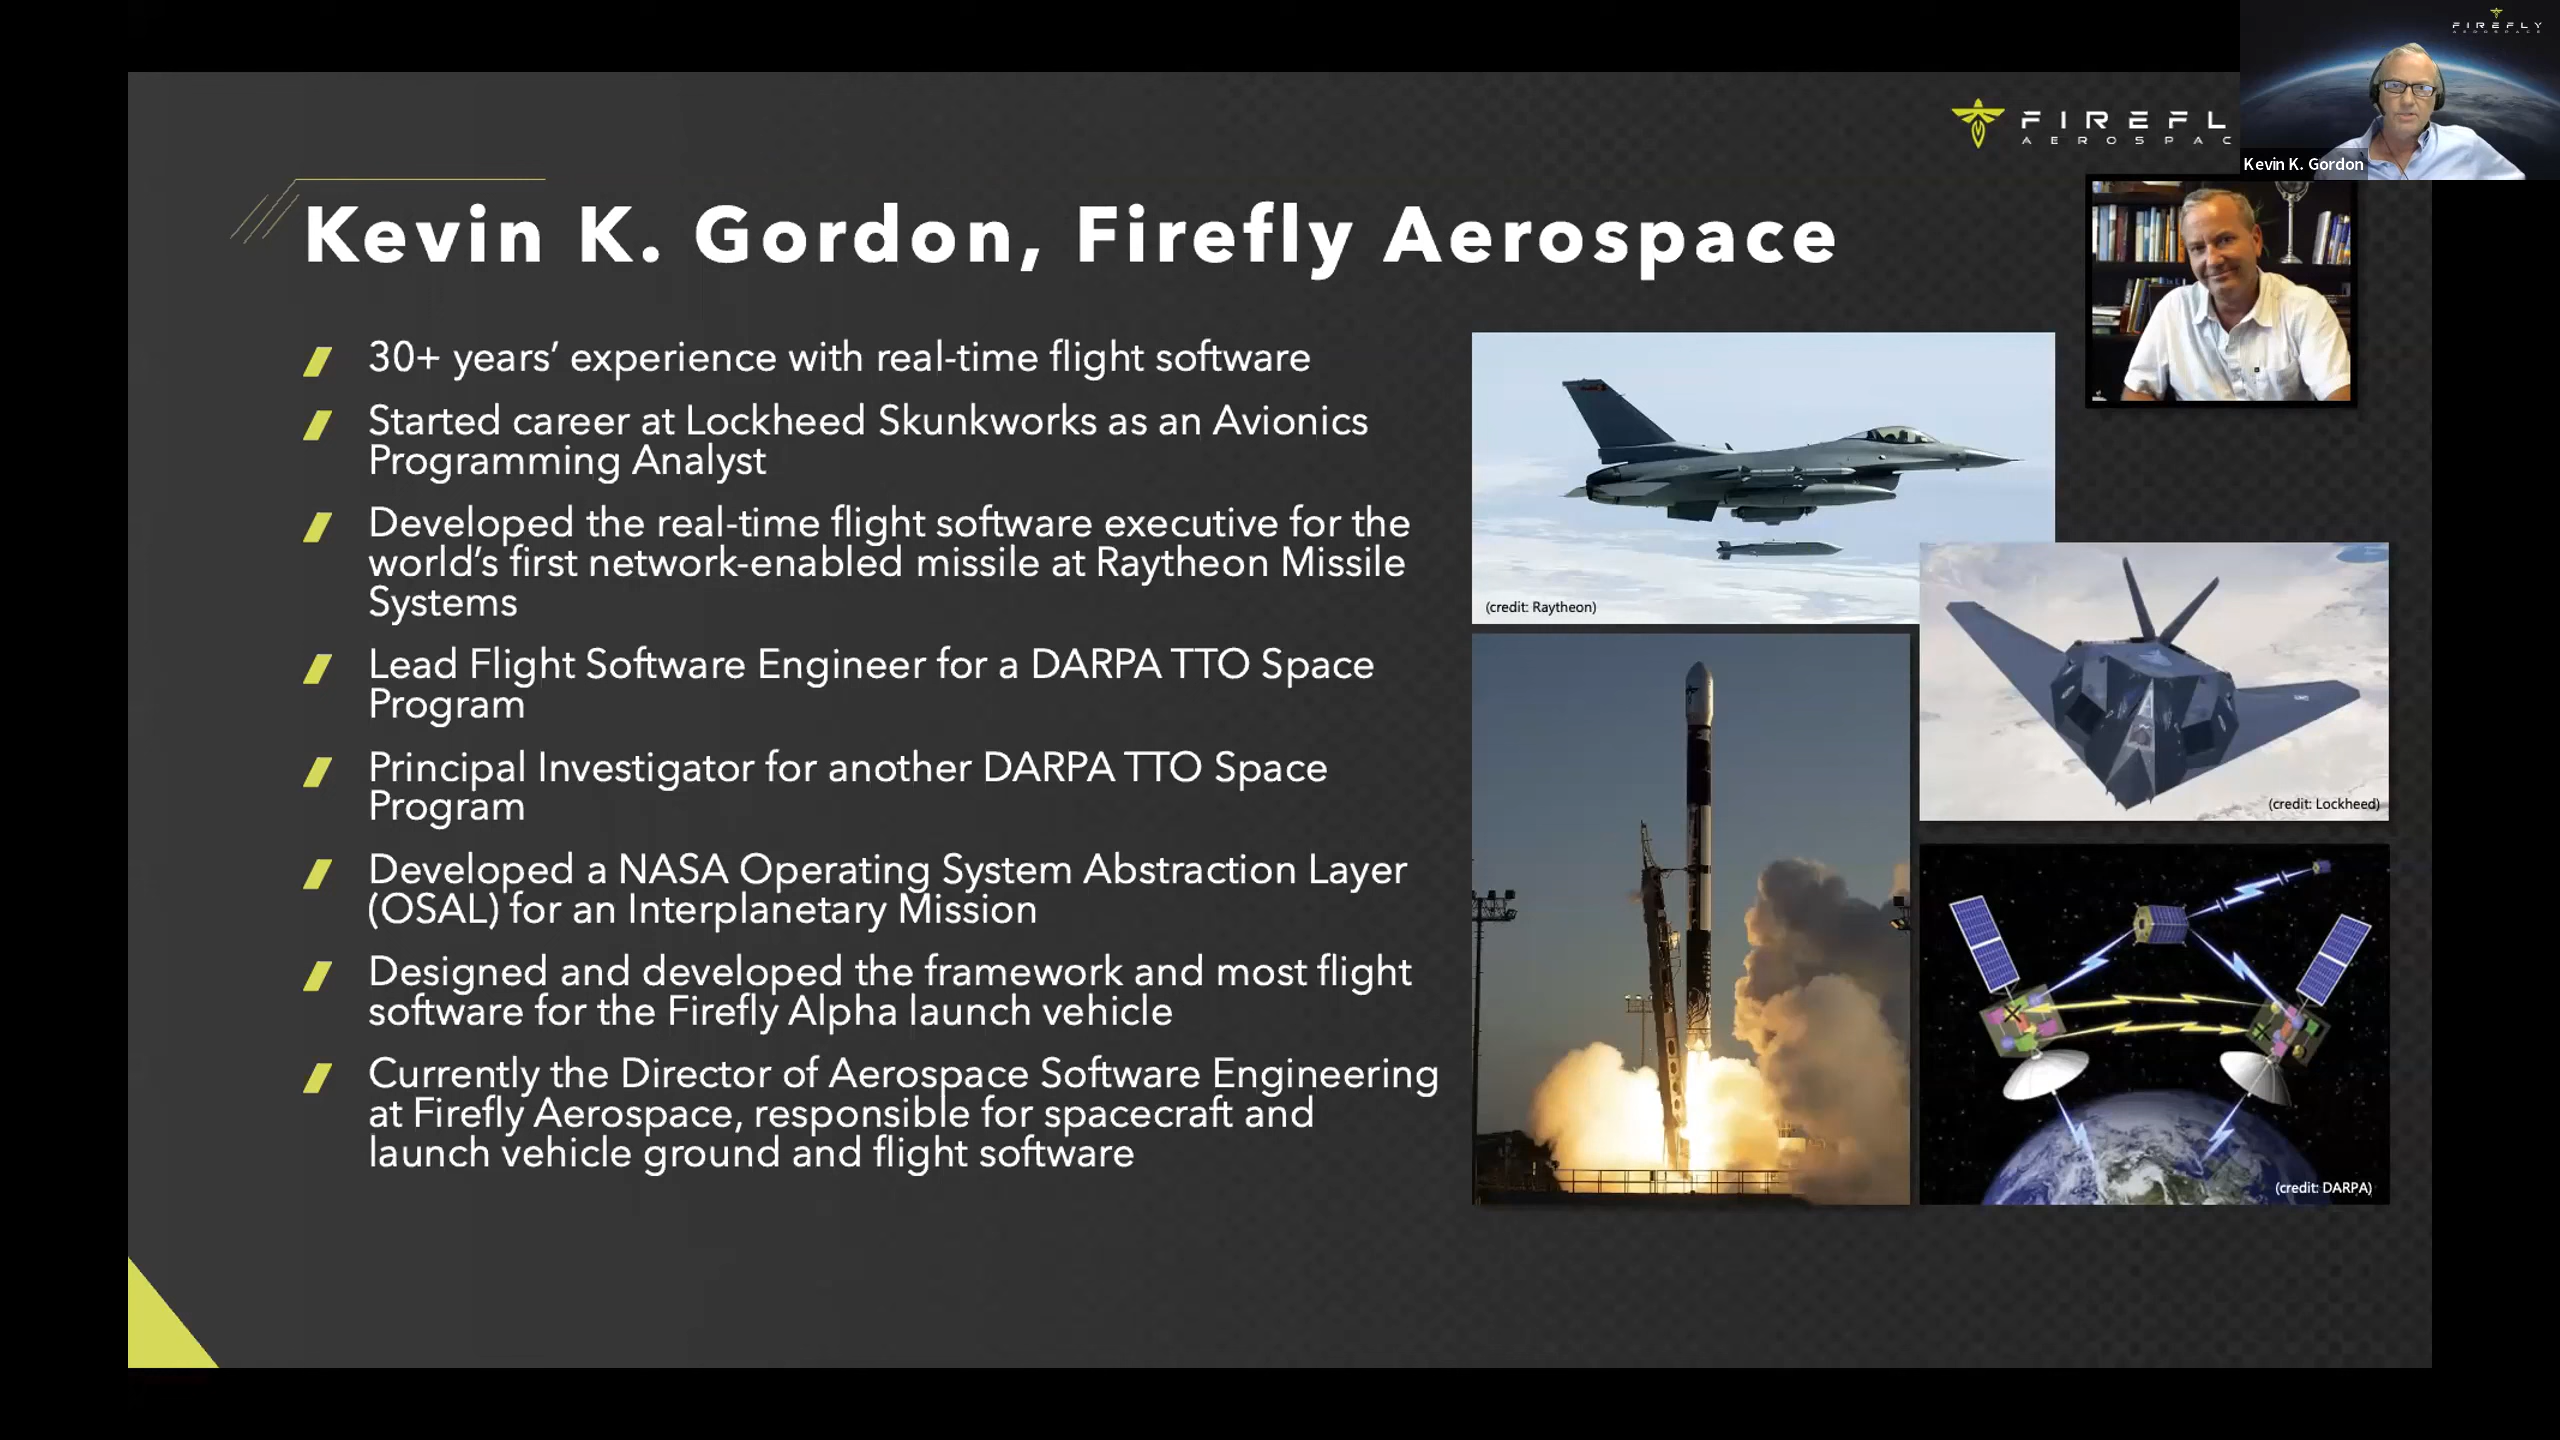 FIREFLY
AEROSPACE
FIREFL
AEROSPAC
Kevin K. Gordon
Kevin K. Gordon, Firefly Aerospace
30+ years’ experience with real-time flight software
Started career at Lockheed Skunkworks as an Avionics
Programming Analyst
Developed the real-time flight software executive for the
world’s first network-enabled missile at Raytheon Missile
Systems
Lead Flight Software Engineer for a DARPA TTO Space
Program
Principal Investigator for another DARPA TTO Space
Program
Developed a NASA Operating System Abstraction Layer
(OSAL) for an Interplanetary Mission
Designed and developed the framework and most flight
software for the Firefly Alpha launch vehicle
Currently the Director of Aerospace Software Engineering
at Firefly Aerospace, responsible for spacecraft and
launch vehicle ground and flight software
(credit: Raytheon)
(credit: Lockheed)
(credit: DARPA)